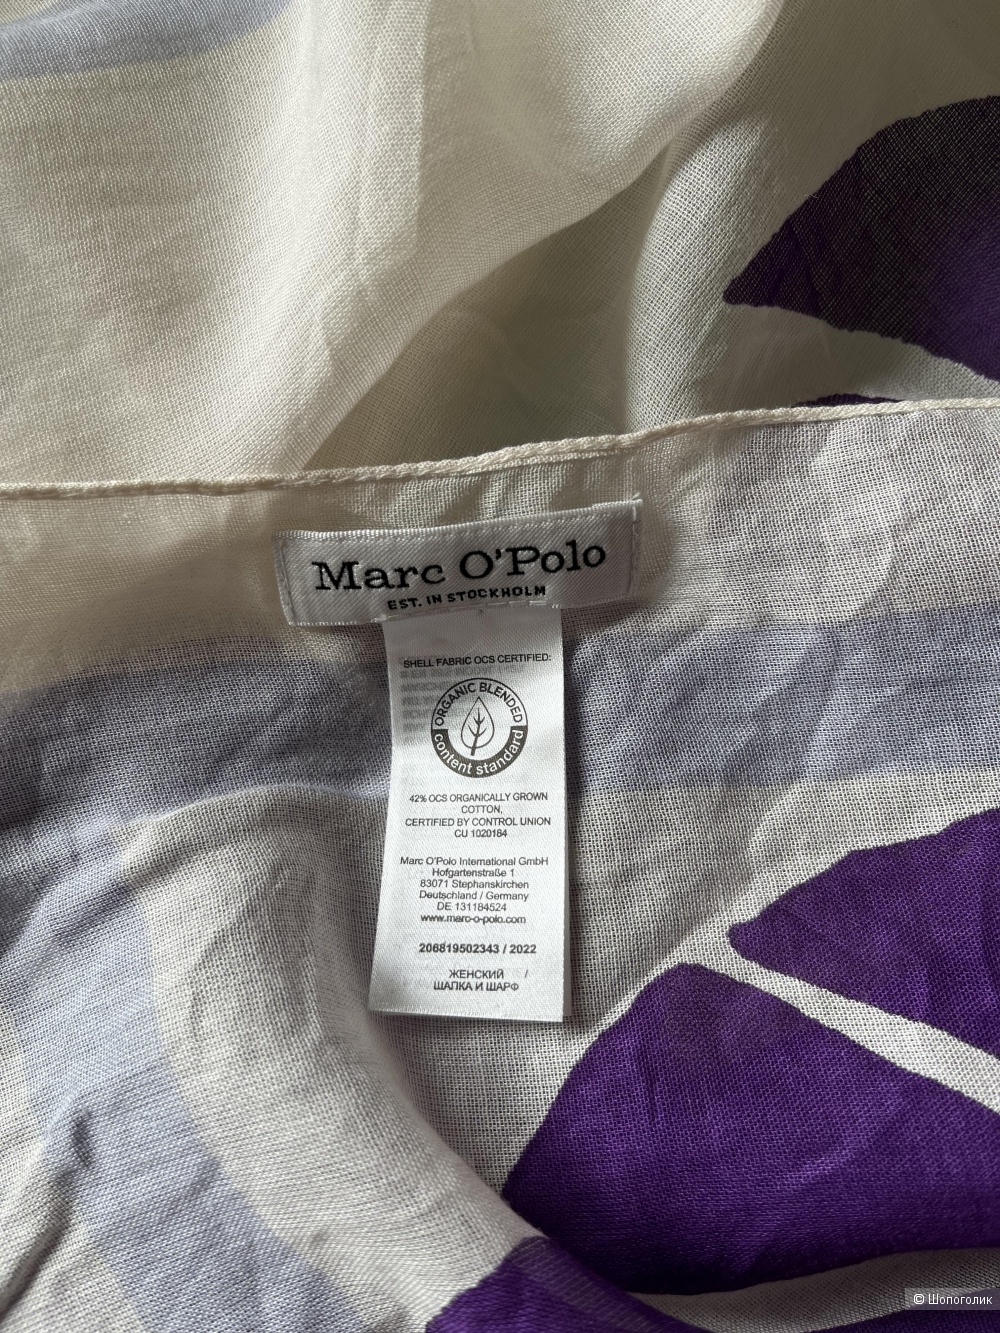 Marc O'Polo
EST. IN STOCKHOLM
SHELL FABRIC OCS CERTIFIED:
ORGANIC BLENDED
content standard
42% OCS ORGANICALLY GROWN
COTTON,
CERTIFIED BY CONTROL UNION
CU 1020184
Marc O'Polo International GmbH
Hofgartenstraße 1
83071 Stephanskirchen
Deutschland / Germany
DE 131184524
www.marc-o-polo.com
206819502343 / 2022
ЖЕНСКИЙ /
ШАПКА И ШАРФ
© Шопоголик